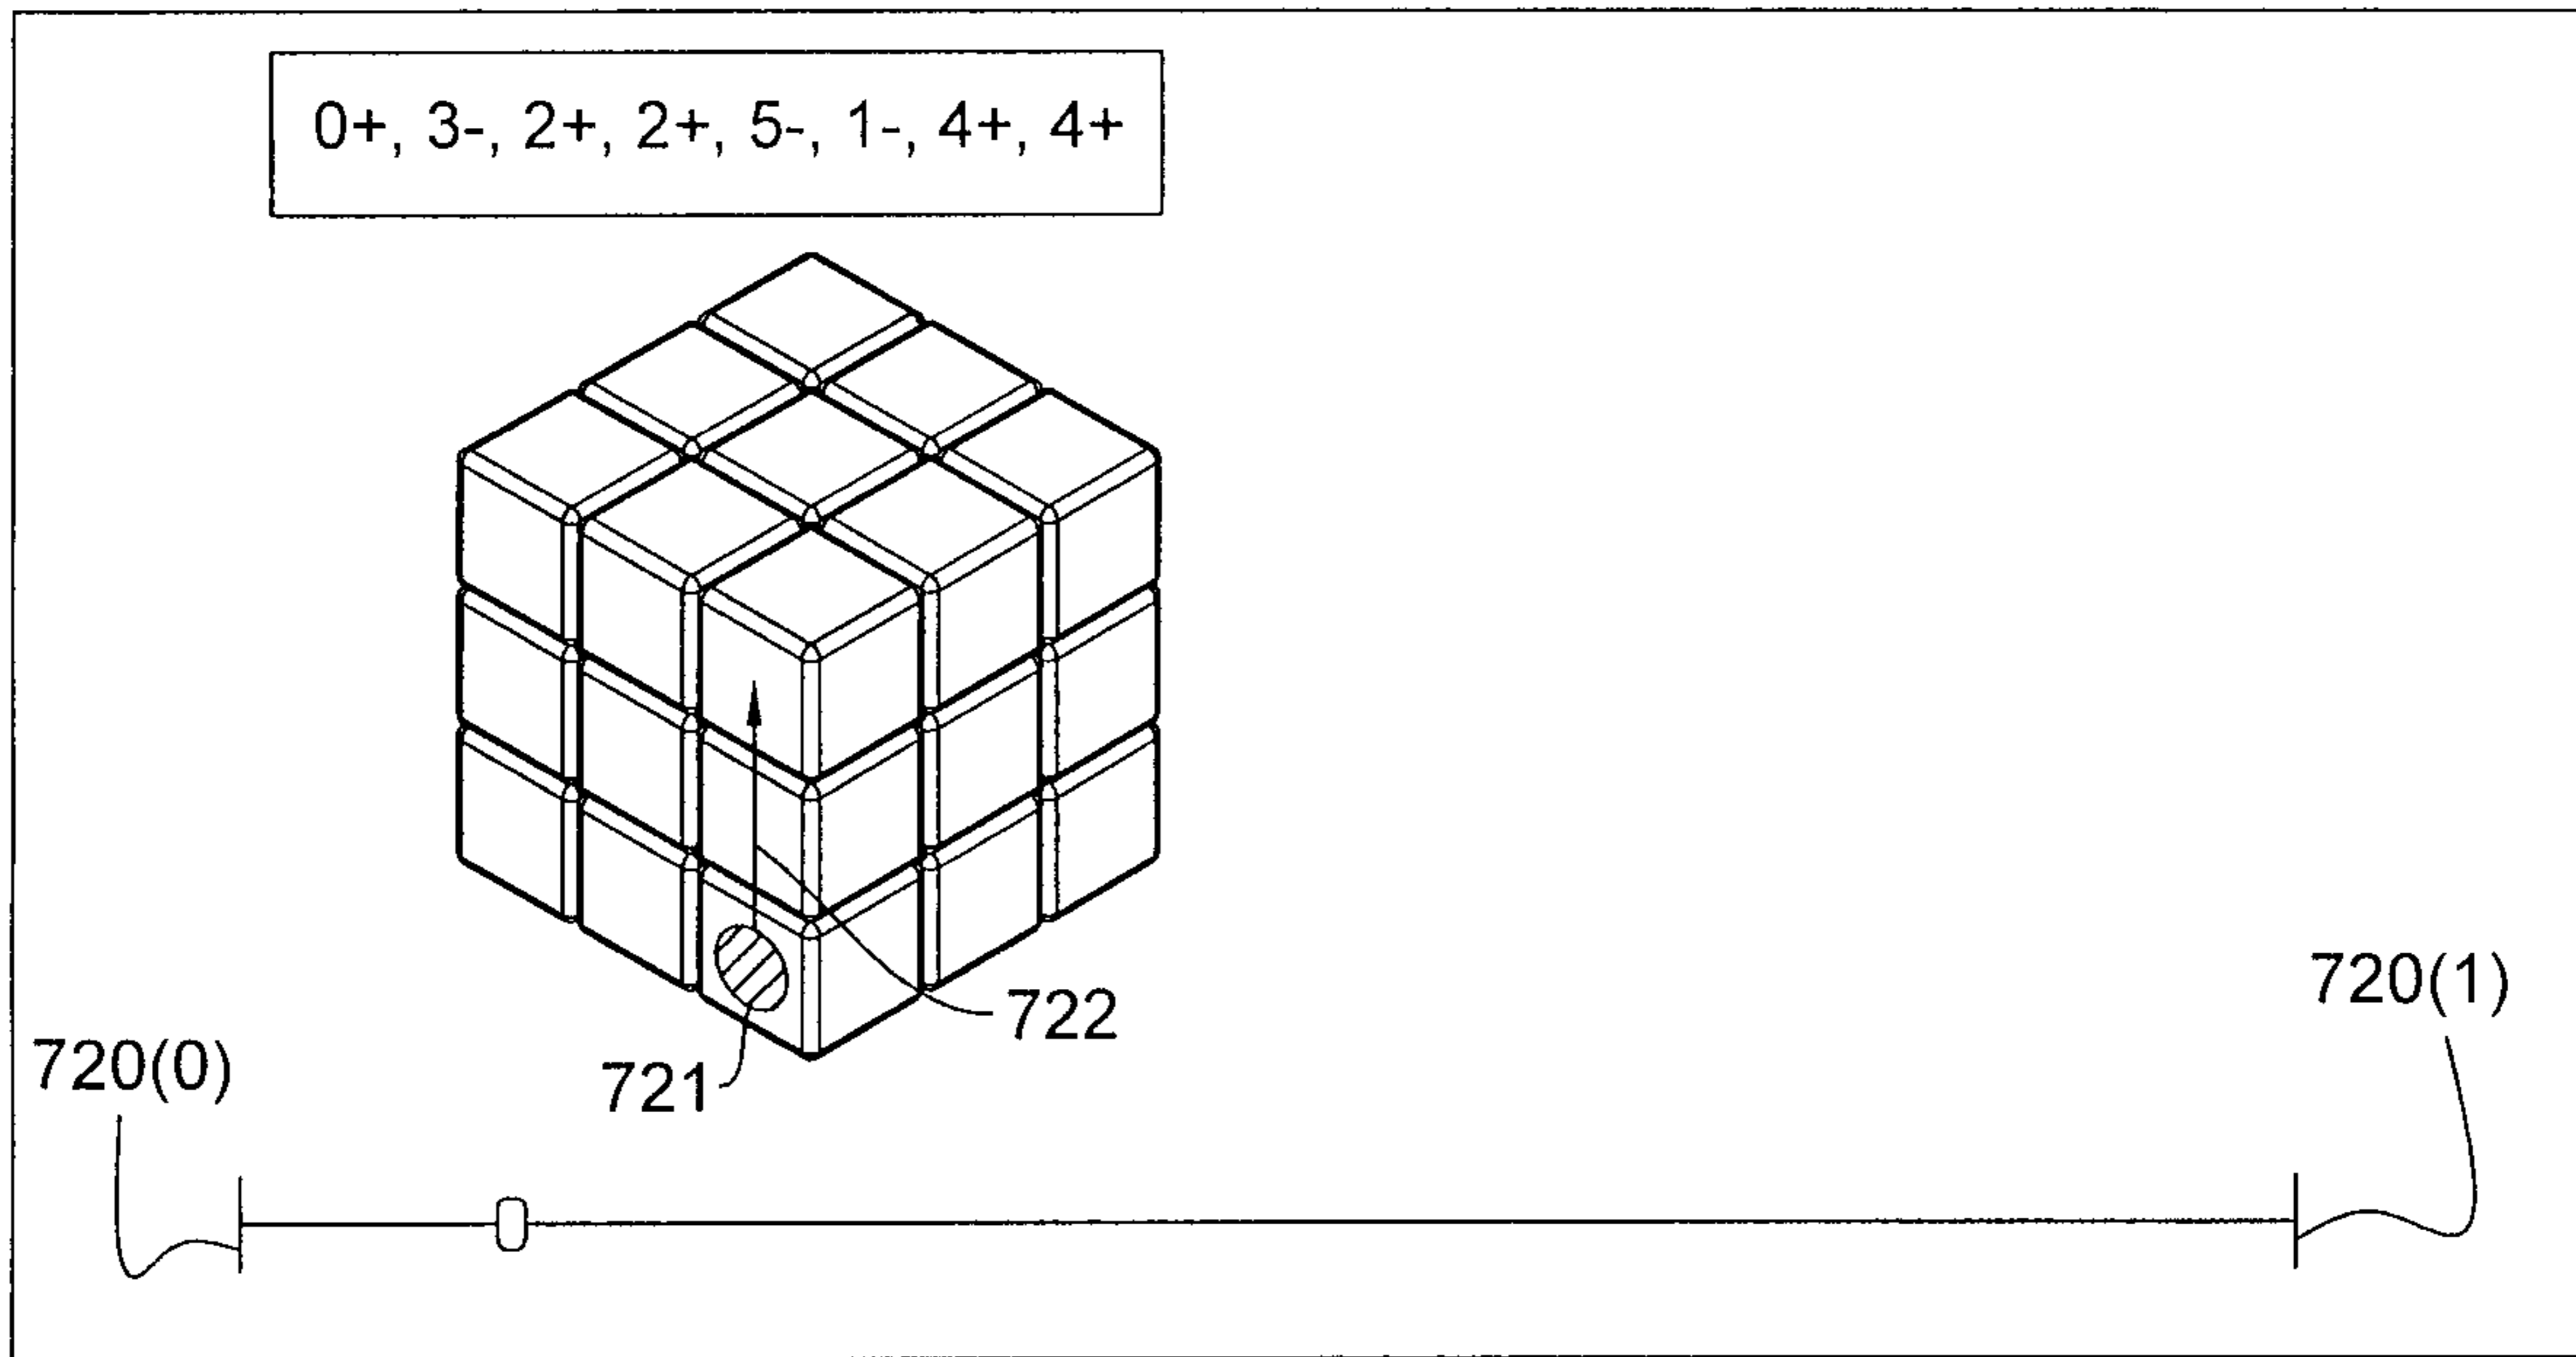 0+, 3-, 2+, 2+, 5-, 1-, 4+, 4+
720(1)
722
720(0)
721